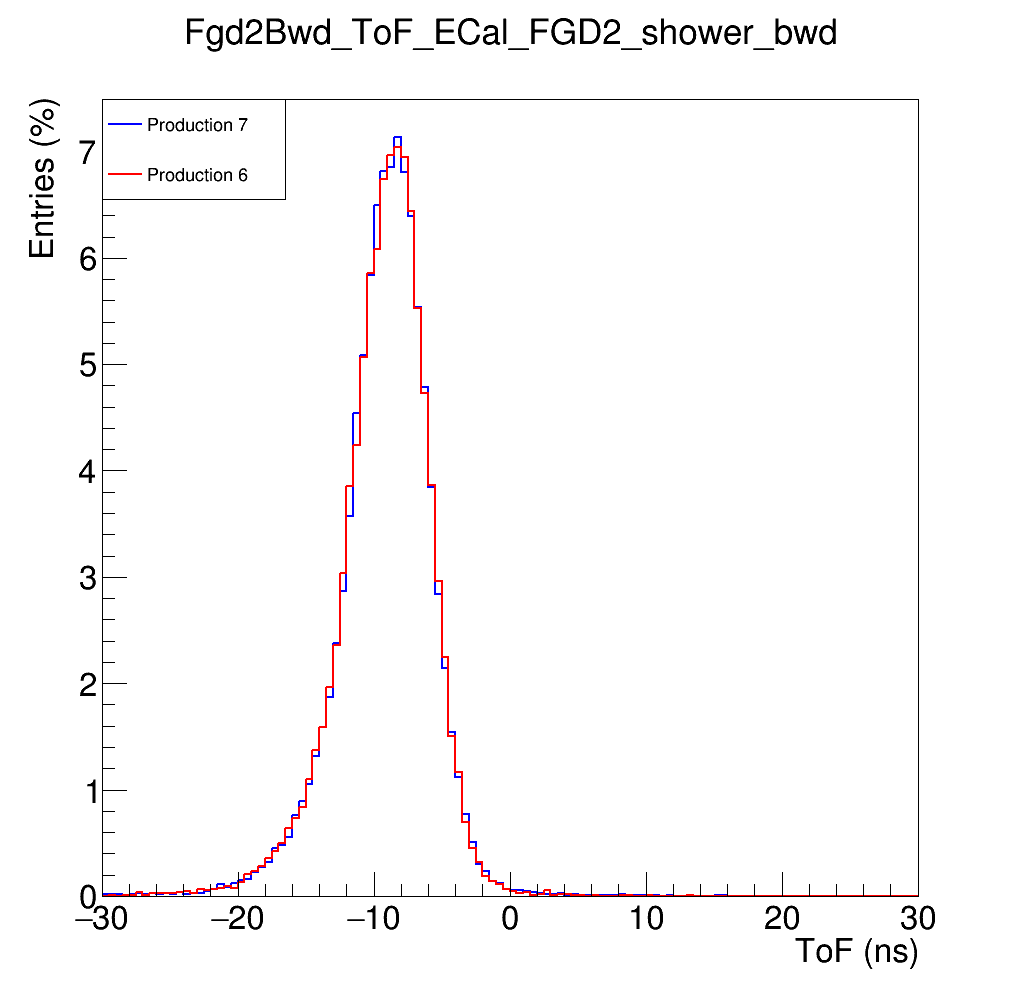 Fgd2Bwd_ToF_ECal_FGD2_shower_bwd
Entries (%)
Production 7
Production 6
7
6
5
4
3
2
1
0
−30 −20 −10 0 10 20 30
ToF (ns)